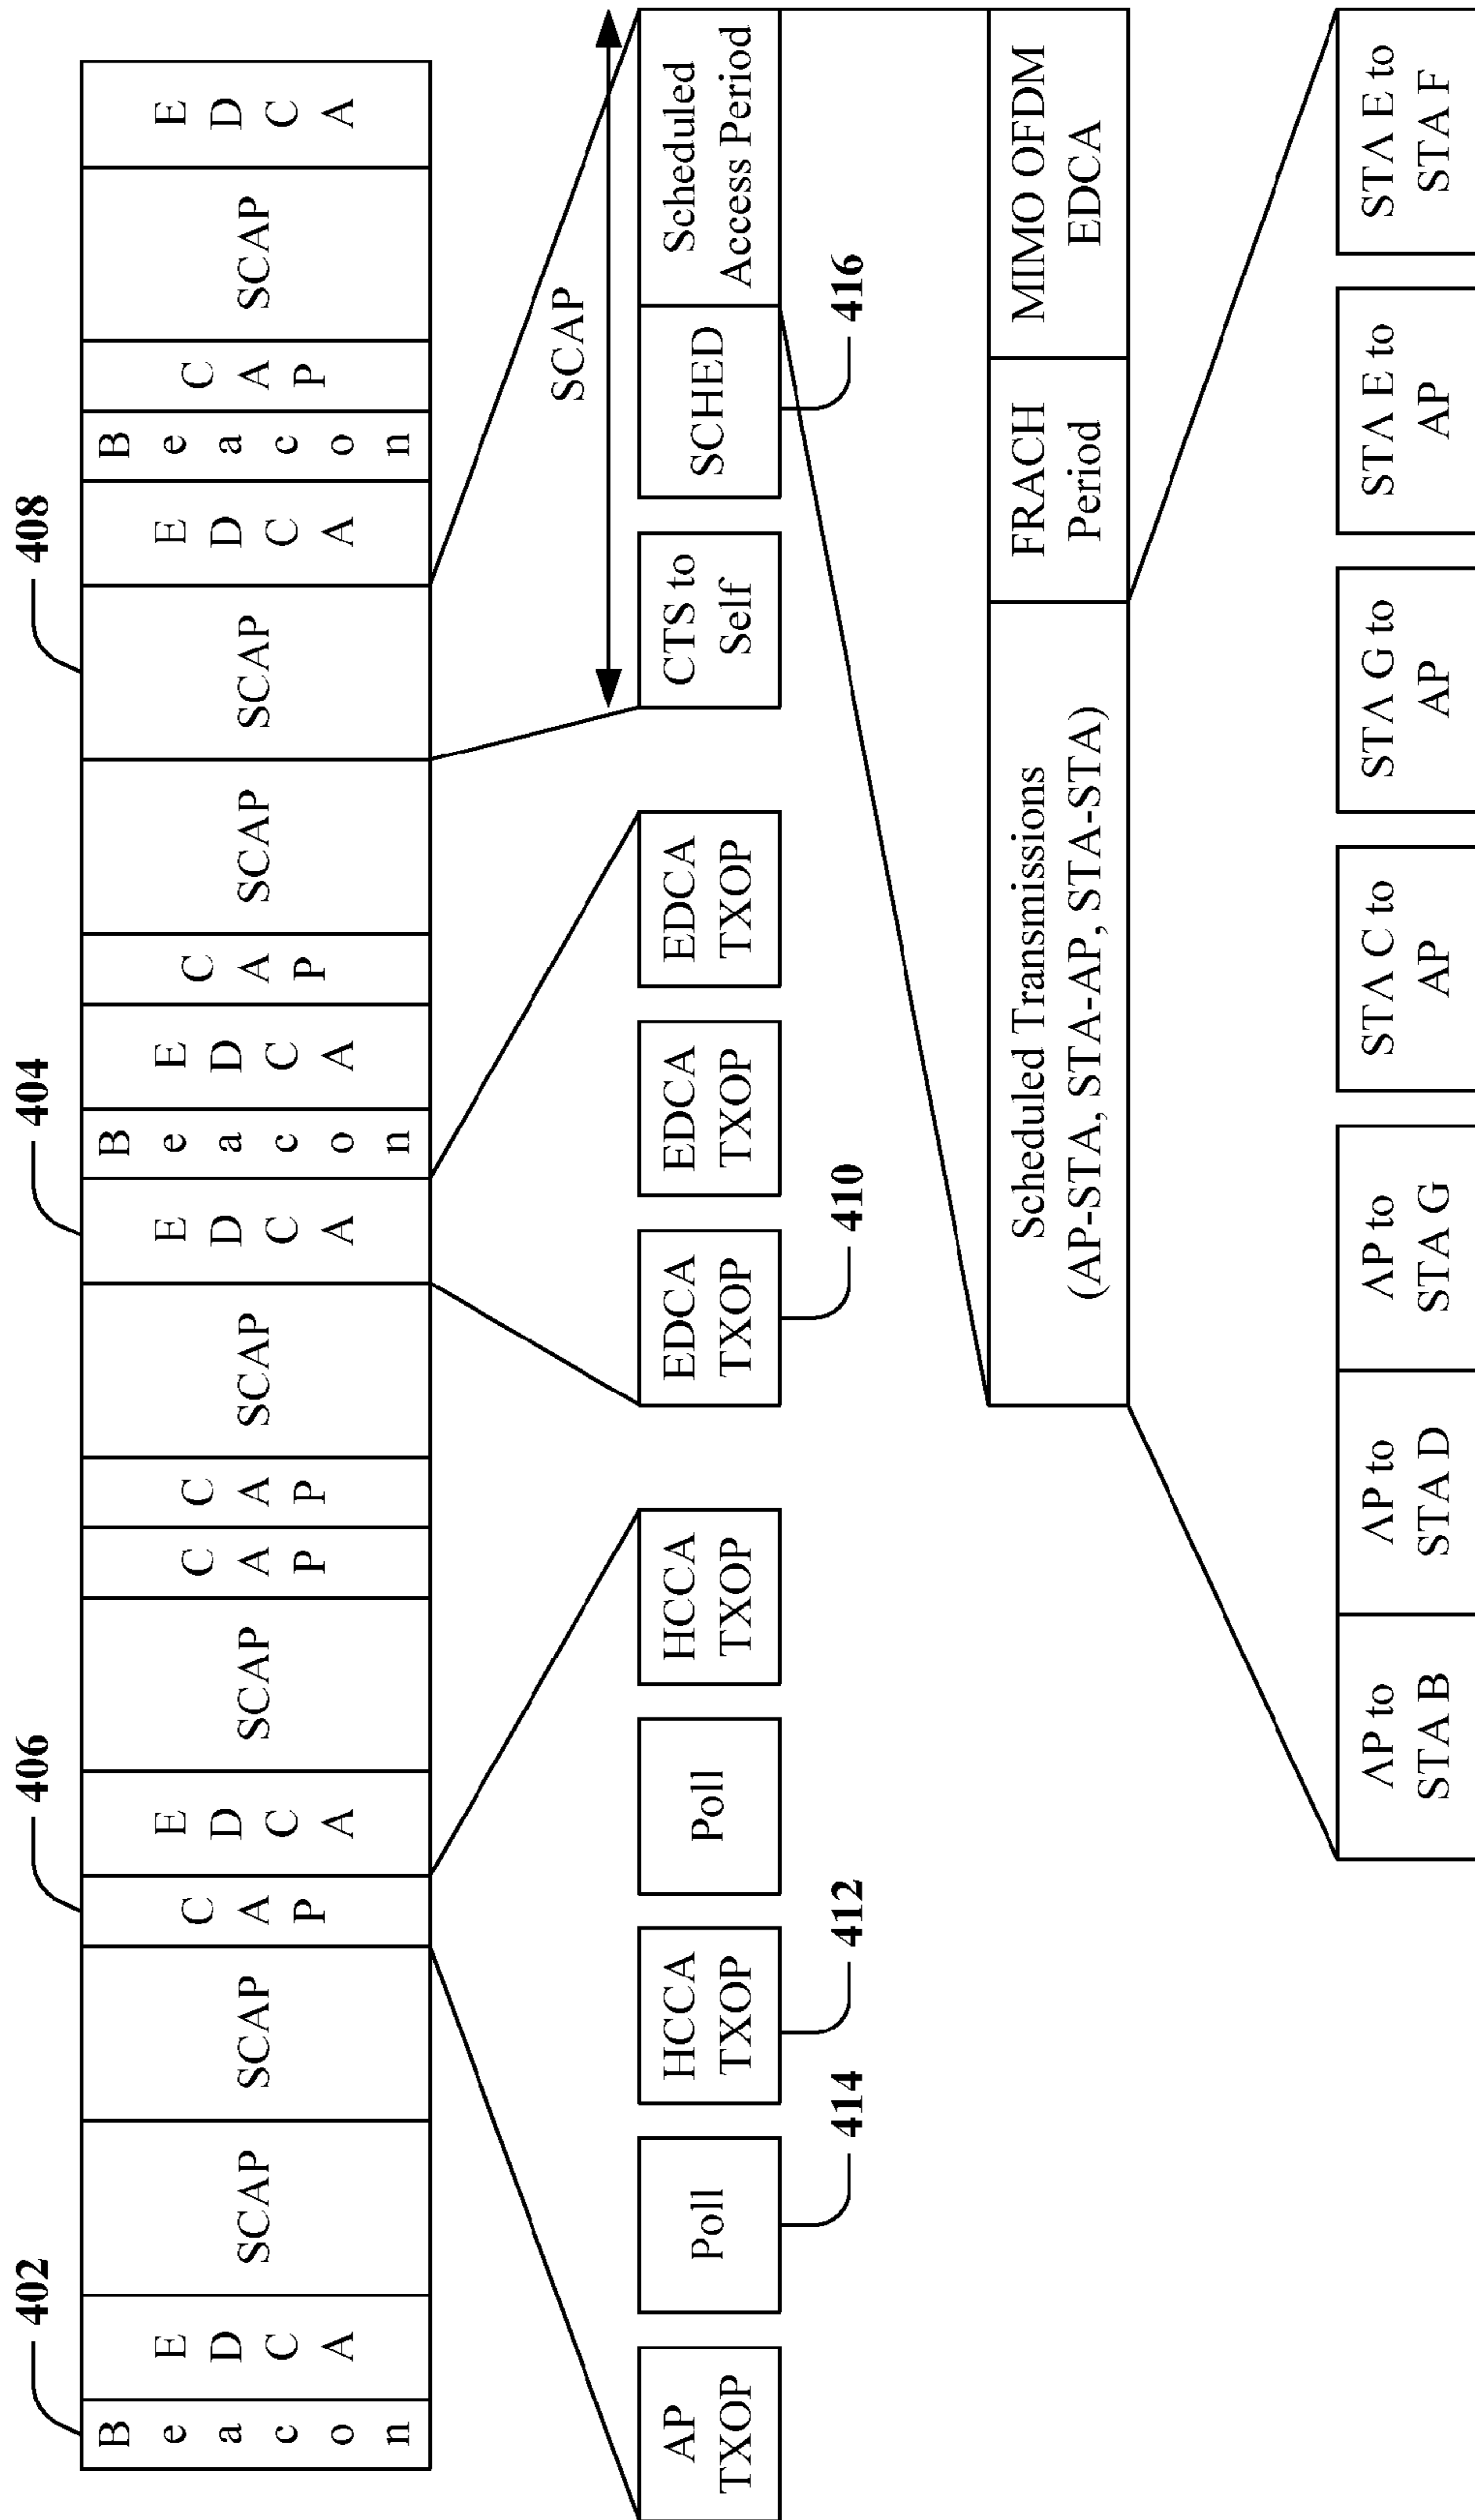 402
406
404
408
Beacon
EDCA
SCAP
SCAP
CAP
EDCA
SCAP
CAP
CAP
SCAP
EDCA
Beacon
EDCA
CAP
SCAP
SCAP
EDCA
Beacon
CAP
SCAP
EDCA
SCAP
AP
TXOP
Poll
HCCA
TXOP
Poll
HCCA
TXOP
EDCA
TXOP
EDCA
TXOP
EDCA
TXOP
CTS to
Self
SCHED
Scheduled
Access Period
414
412
410
416
Scheduled Transmissions
(AP-STA, STA-AP, STA-STA)
FRACH
Period
MIMO OFDM
EDCA
AP to
STA B
AP to
STA D
AP to
STA G
STA C to
AP
STA G to
AP
STA E to
AP
STA E to
STA F